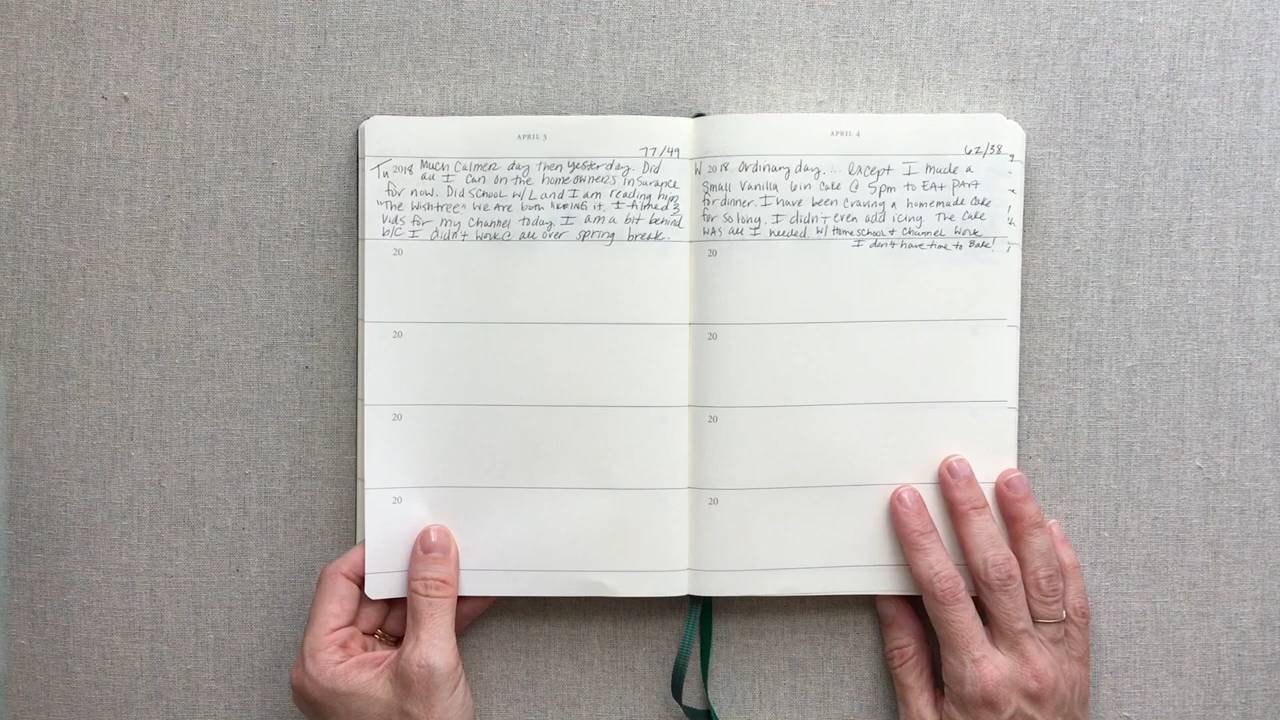 APRIL 3
77/49
Tu 2018 Much Calmer day then yesterday. Did
all I can on the homeowners insurance
for now. Did school w/L and I am reading him
"The Wishtree" we are both loving it. I filmed 3
vids for my channel today. I am a bit behind
b/c I didn't work @ all over spring break.
20
20
20
20
APRIL 4
62/38
W 2018 Ordinary day.... except I made a
small vanilla 6in cake @ 5pm to EAT PART
for dinner. I have been craving a homemade cake
for so long. I didn't even add icing. The cake
WAS all I needed. W/ Homeschool + Channel Work
I don't have time to Bake!
20
20
20
20